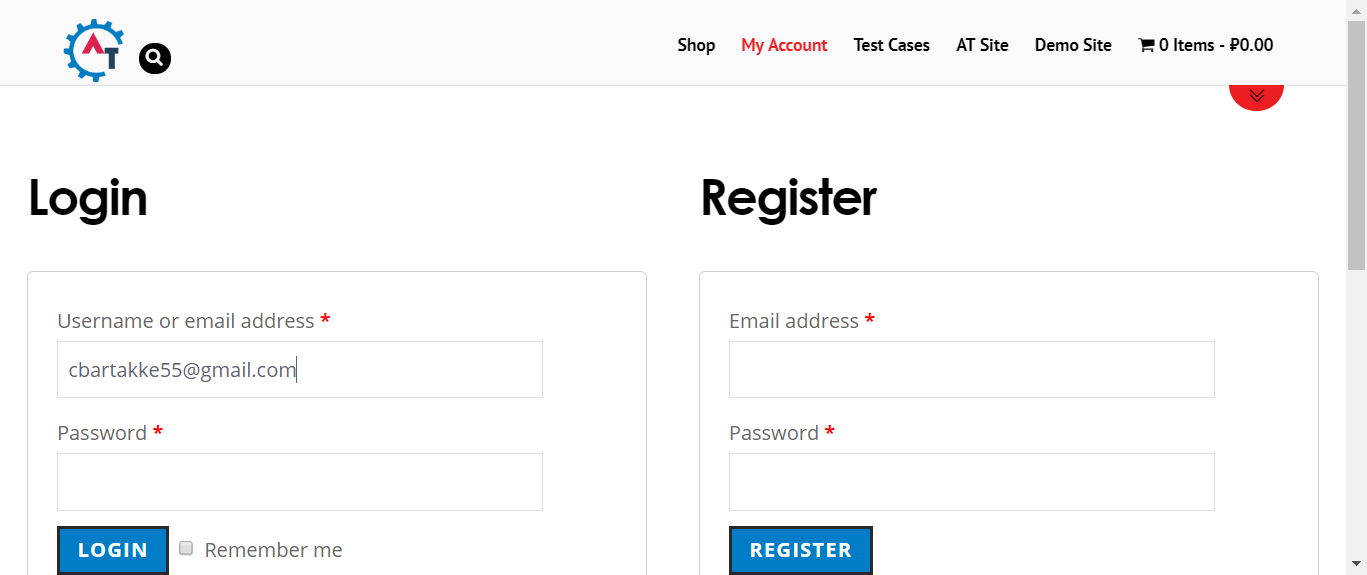 AT
Shop My Account Test Cases AT Site Demo Site 0 Items - ₽0.00
Login
Register
Username or email address *
cbartakke55@gmail.com
Password *
LOGIN Remember me
Email address *
Password *
REGISTER